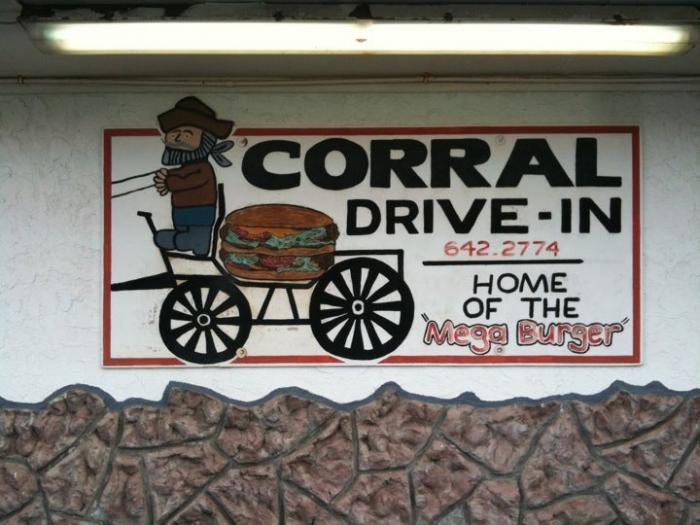 CORRAL
DRIVE-IN
642-2774
HOME
OF THE
"Mega Burger"